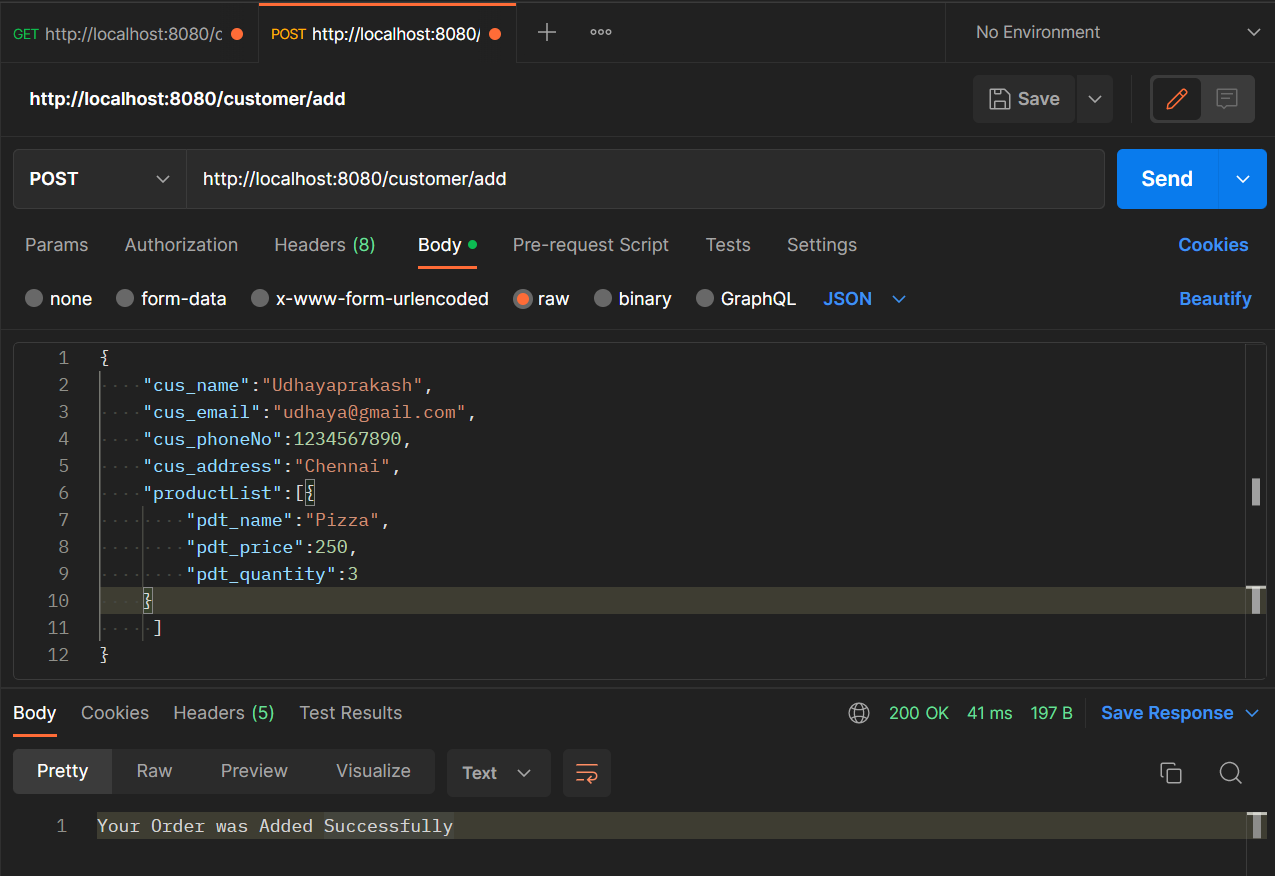 GET http://localhost:8080/c POST http://localhost:8080/ No Environment
http://localhost:8080/customer/add Save
POST http://localhost:8080/customer/add Send
Params Authorization Headers (8) Body Pre-request Script Tests Settings Cookies
none form-data x-www-form-urlencoded raw binary GraphQL JSON Beautify
1 {
2 "cus_name":"Udhayaprakash",
3 "cus_email":"udhaya@gmail.com",
4 "cus_phoneNo":1234567890,
5 "cus_address":"Chennai",
6 "productList":[{
7 "pdt_name":"Pizza",
8 "pdt_price":250,
9 "pdt_quantity":3
10 }
11 ]
12 }
Body Cookies Headers (5) Test Results 200 OK 41 ms 197 B Save Response
Pretty Raw Preview Visualize Text
1 Your Order was Added Successfully